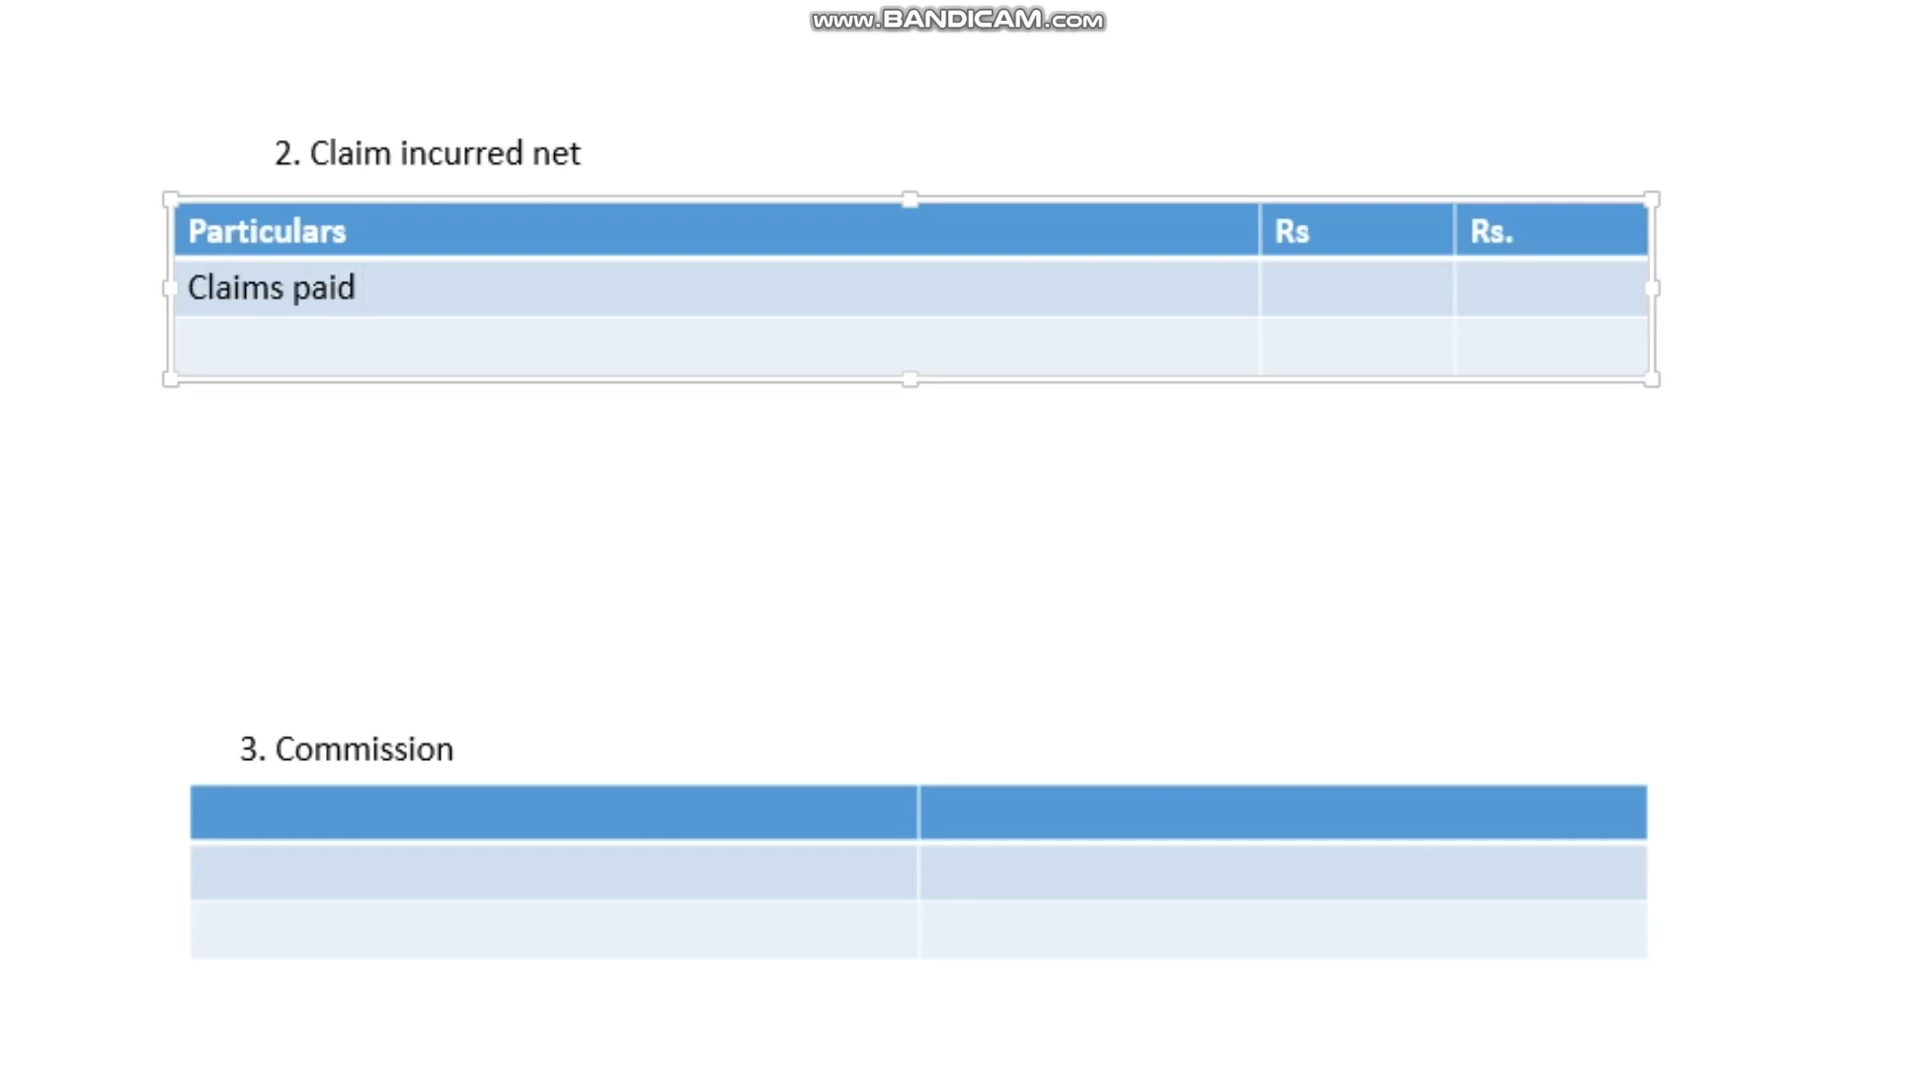 www.BANDICAM.com
2. Claim incurred net
Particulars Rs Rs.
Claims paid
3. Commission